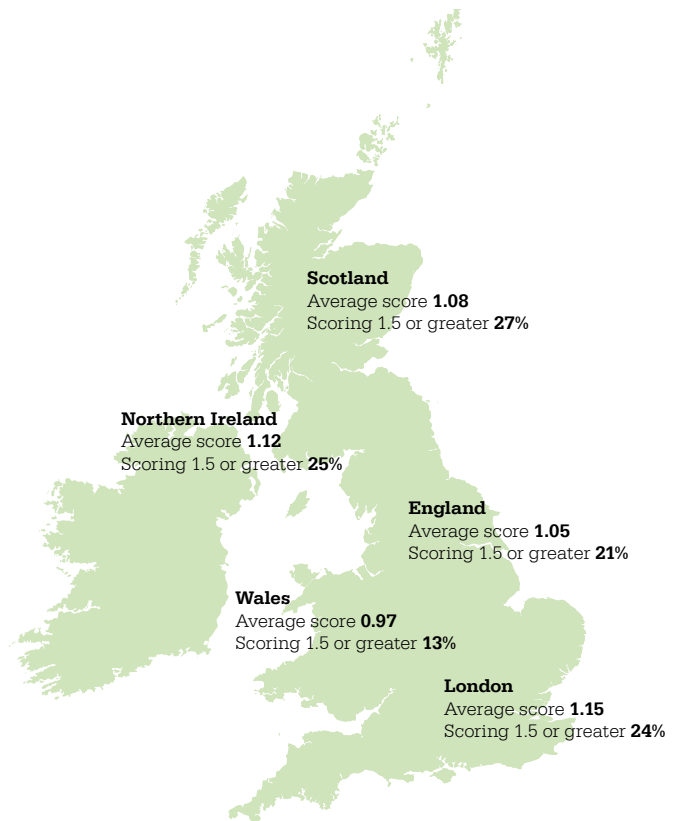 Scotland
Average score 1.08
Scoring 1.5 or greater 27%
Northern Ireland
Average score 1.12
Scoring 1.5 or greater 25%
England
Average score 1.05
Scoring 1.5 or greater 21%
Wales
Average score 0.97
Scoring 1.5 or greater 13%
London
Average score 1.15
Scoring 1.5 or greater 24%